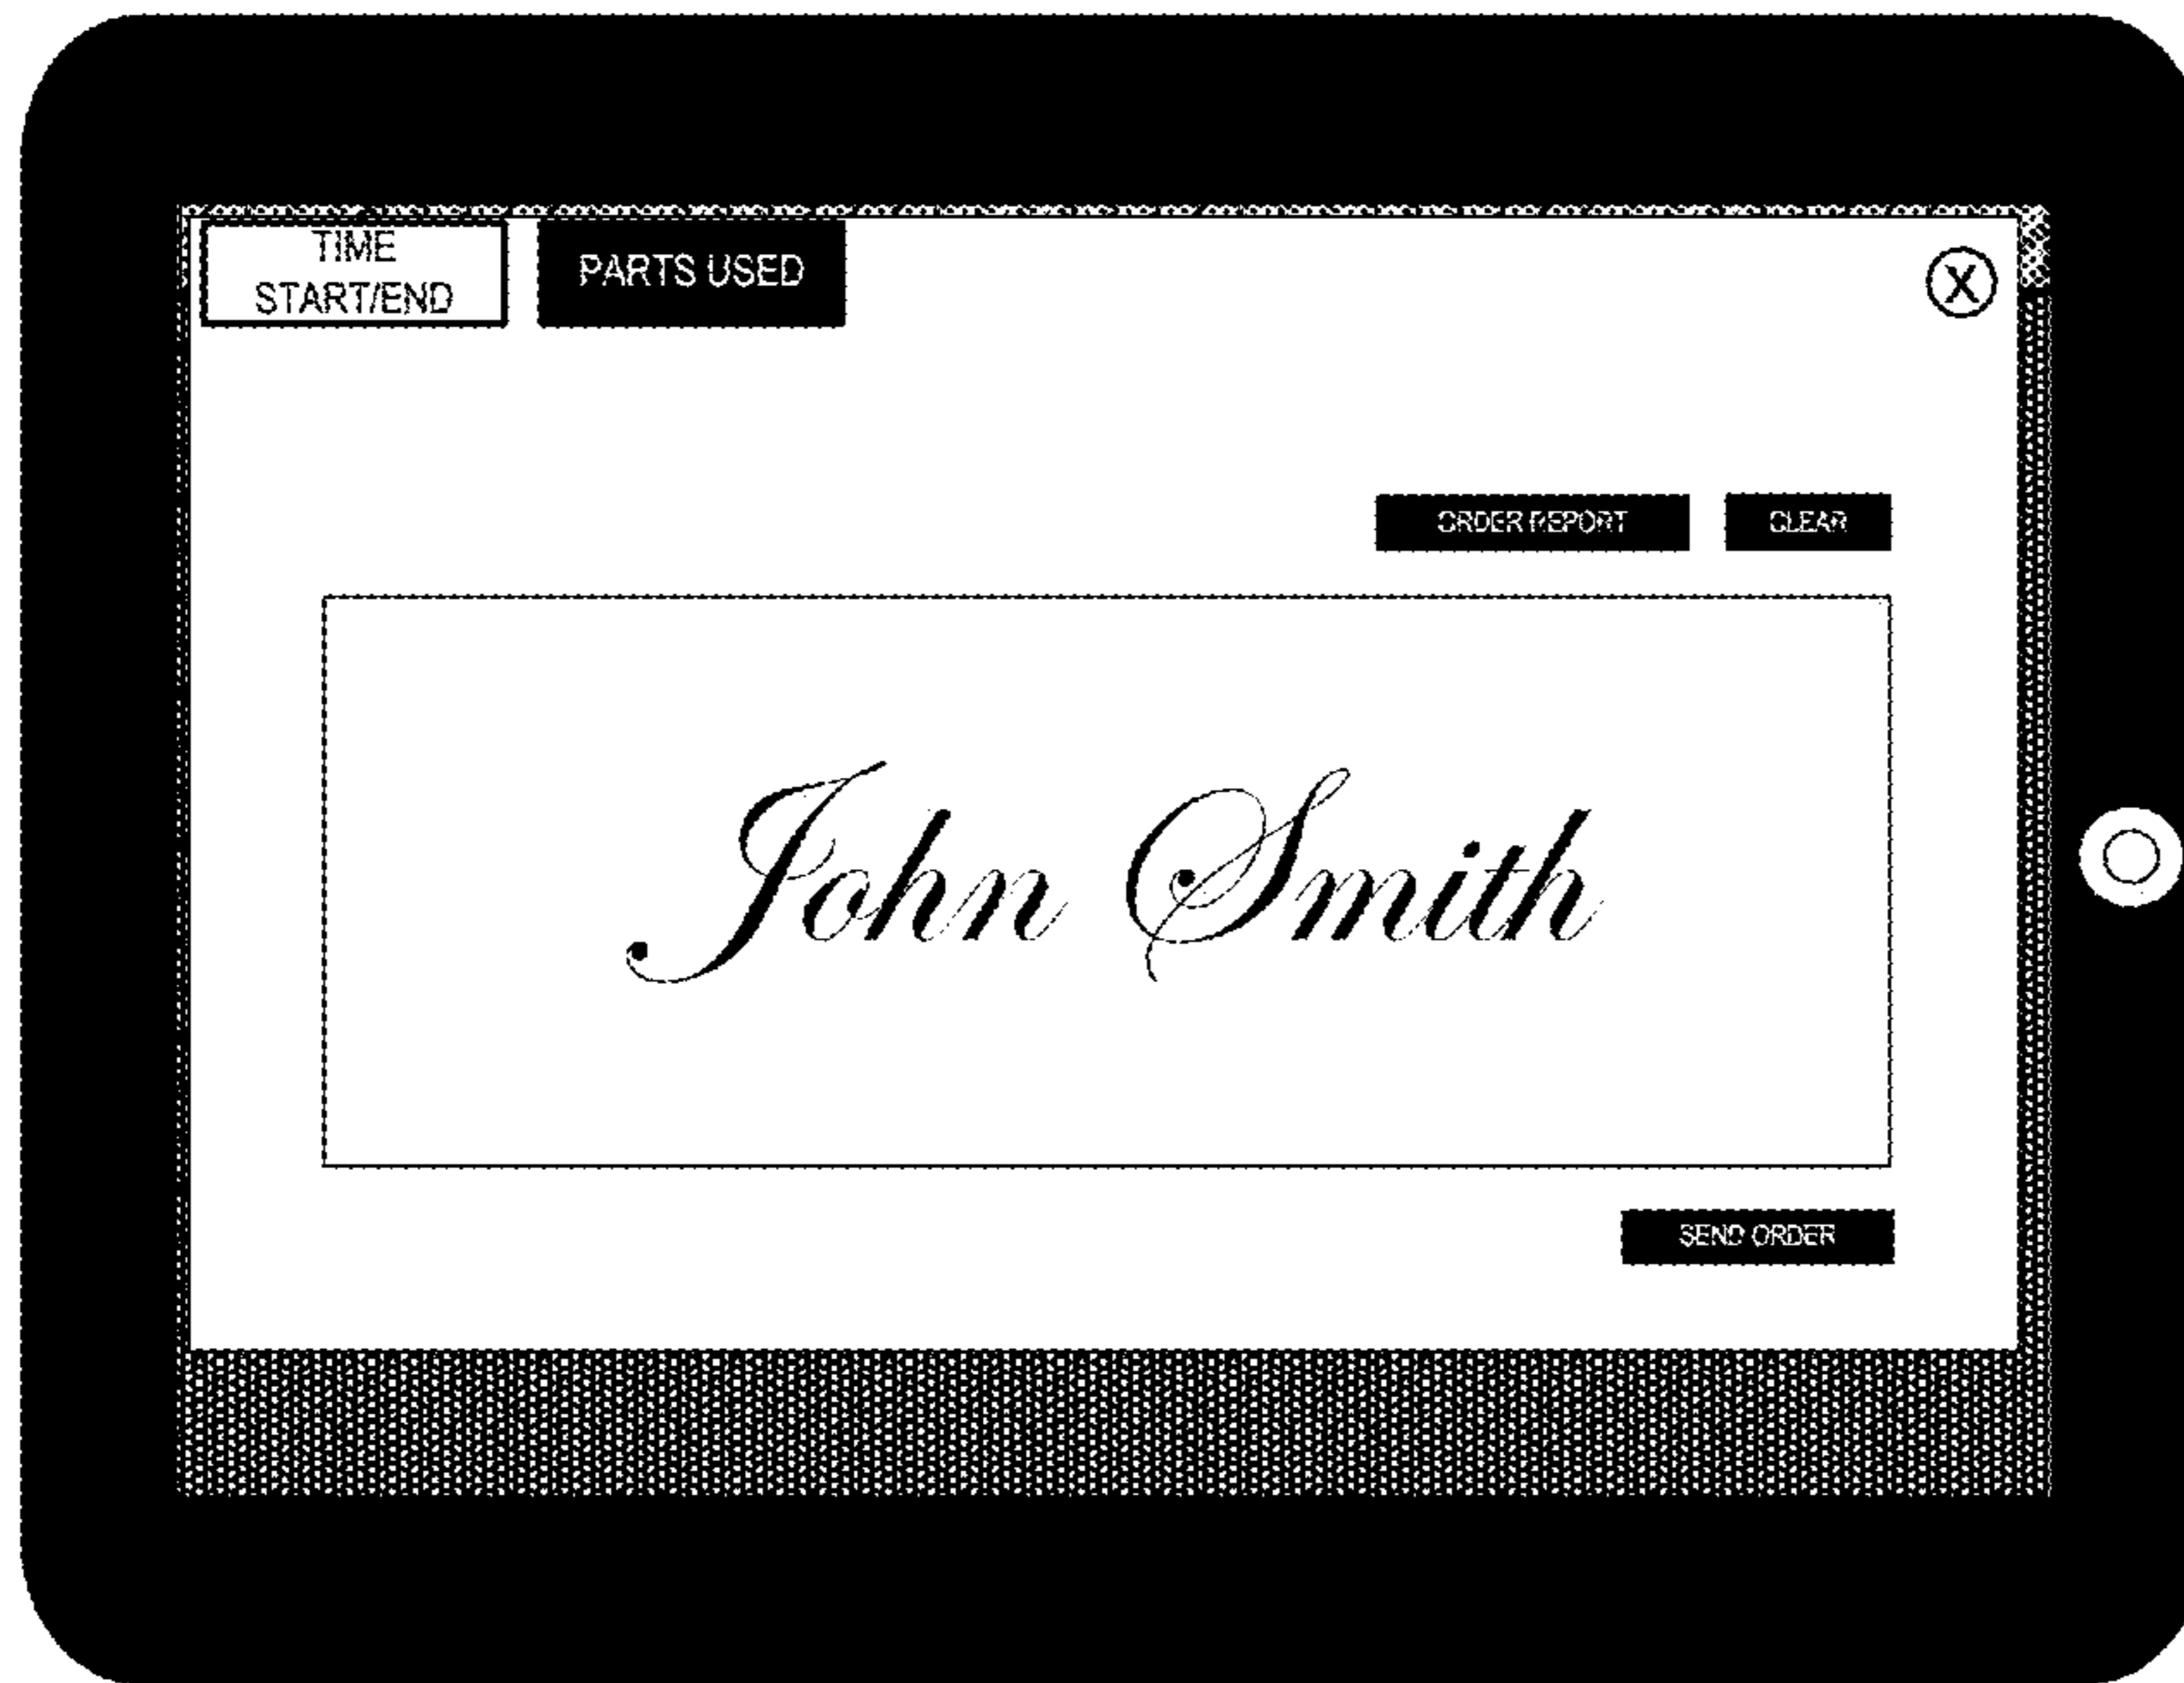 TIME
START/END
PARTS USED
X
ORDER REPORT
CLEAR
John Smith
SEND ORDER